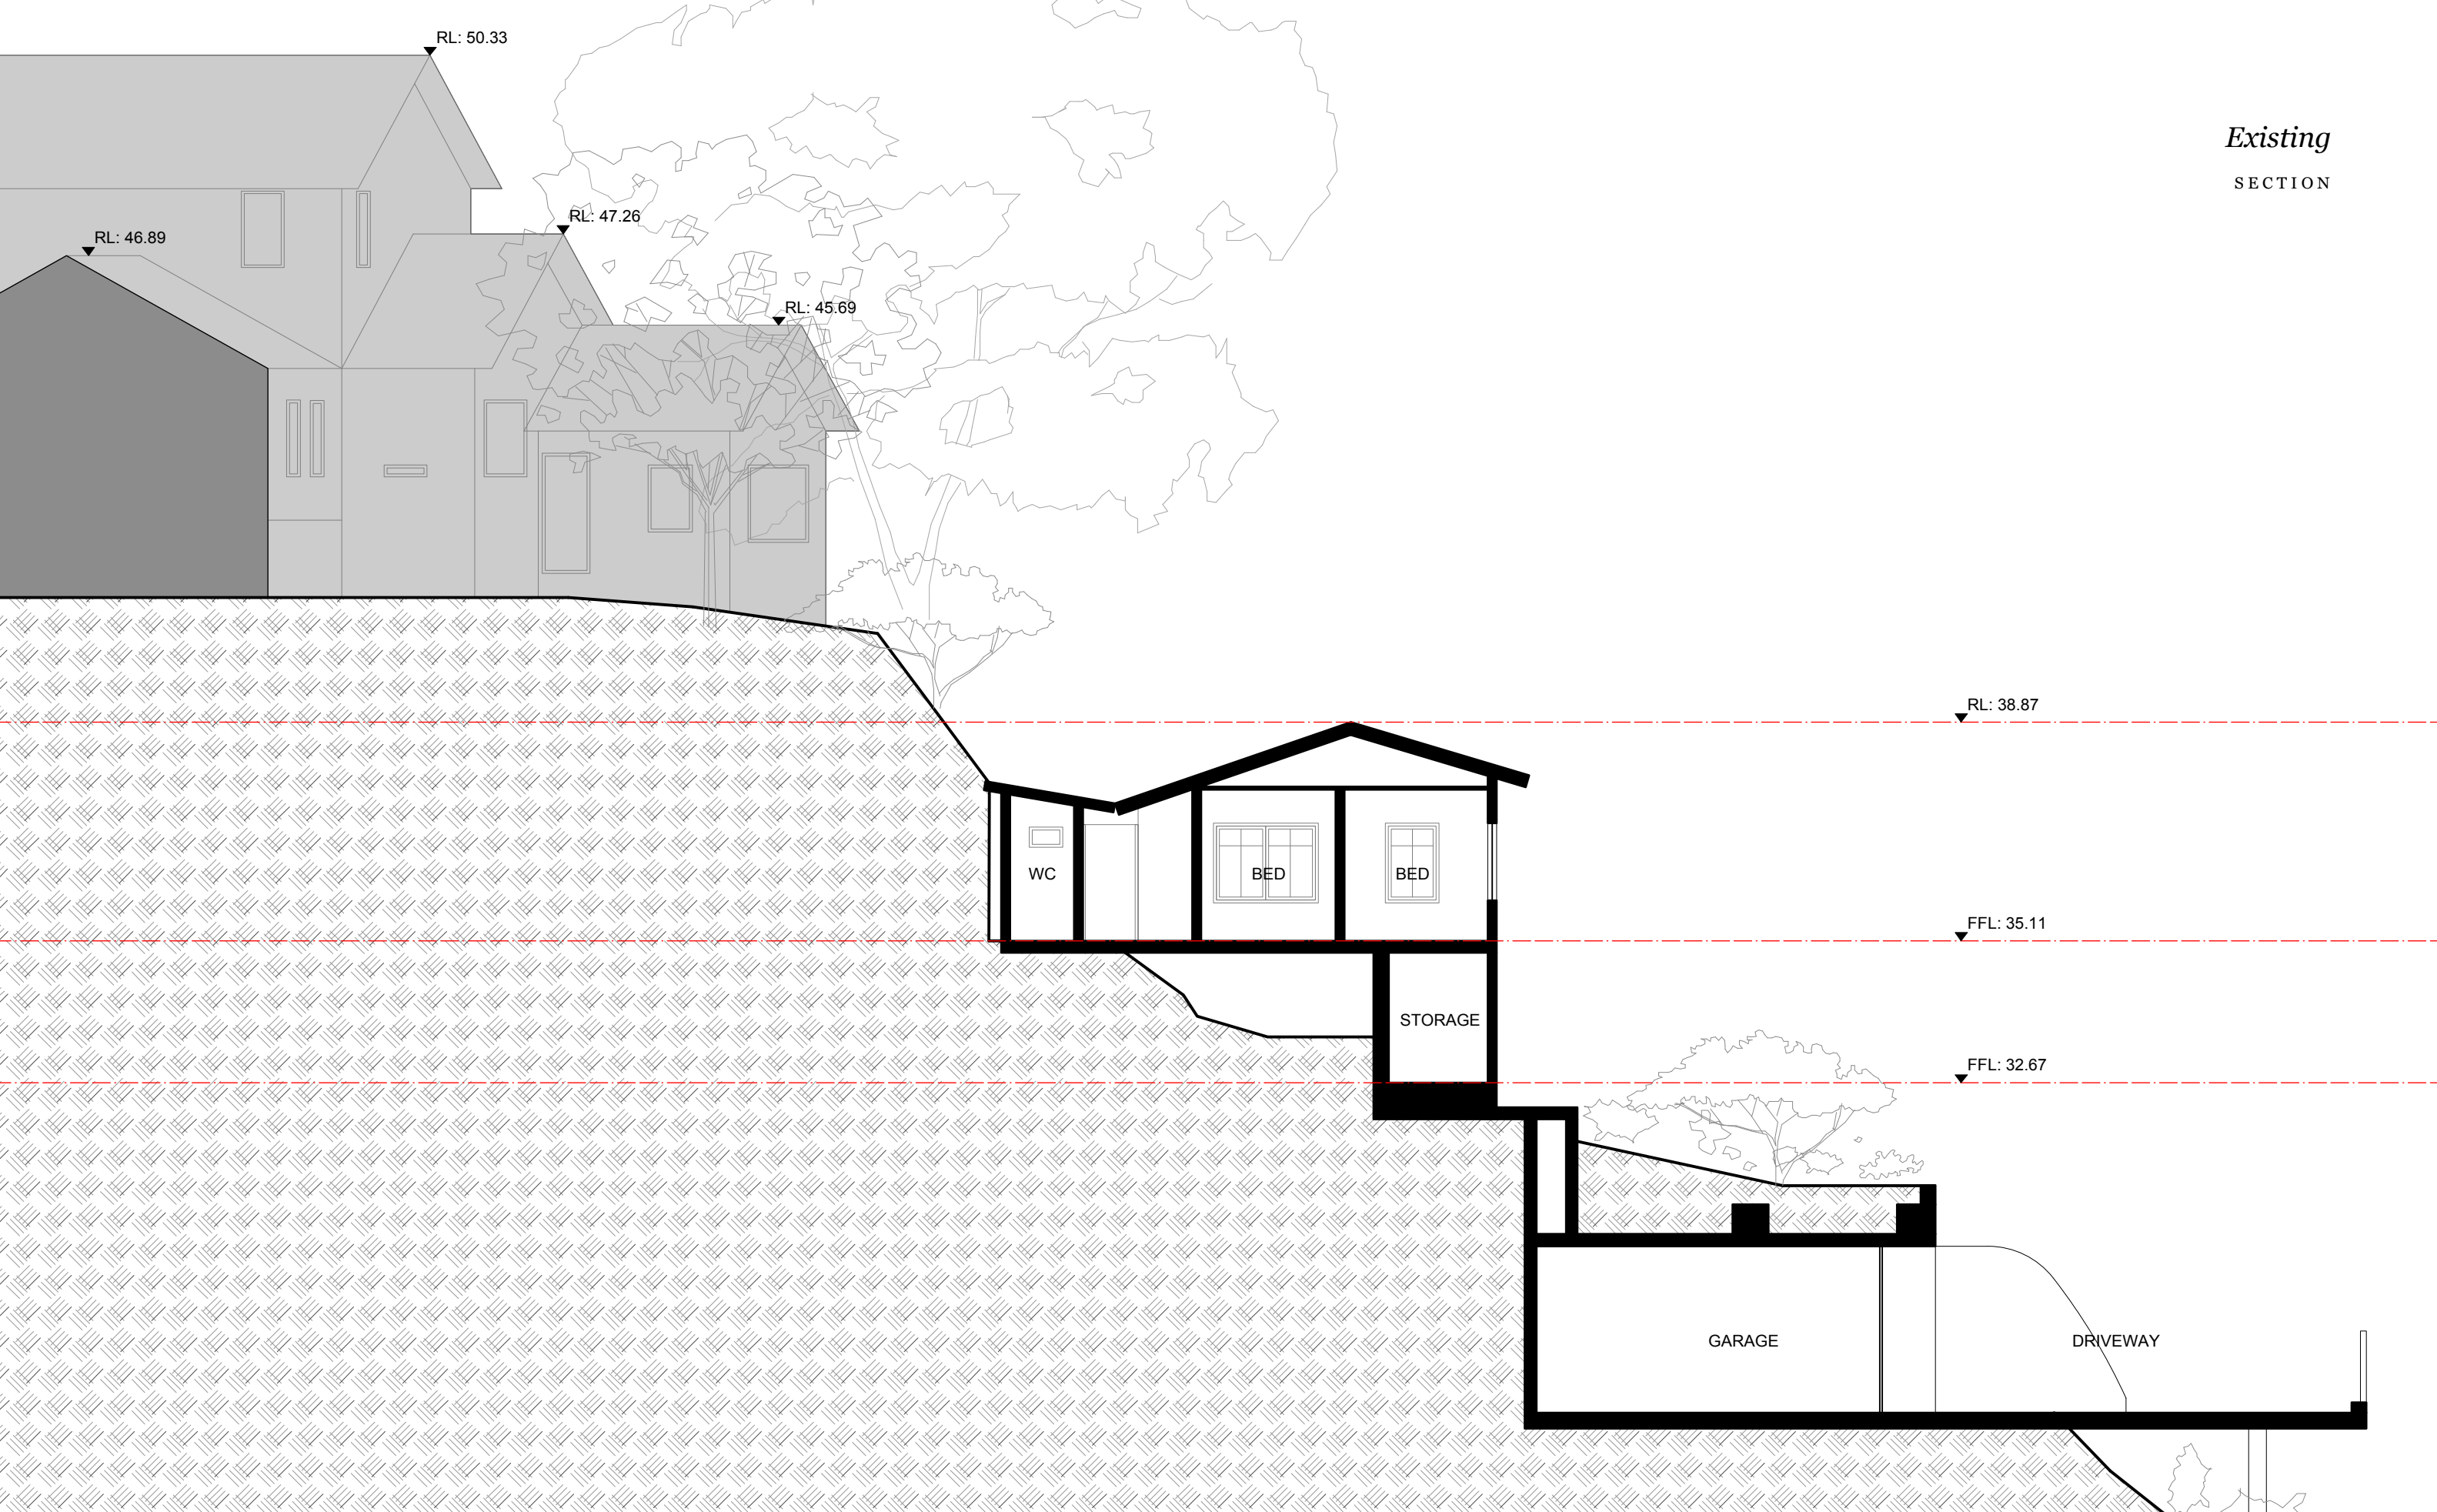 RL: 50.33
Existing
SECTION
RL: 47.26
RL: 46.89
RL: 45.69
RL: 38.87
WC
BED
BED
FFL: 35.11
STORAGE
FFL: 32.67
GARAGE
DRIVEWAY